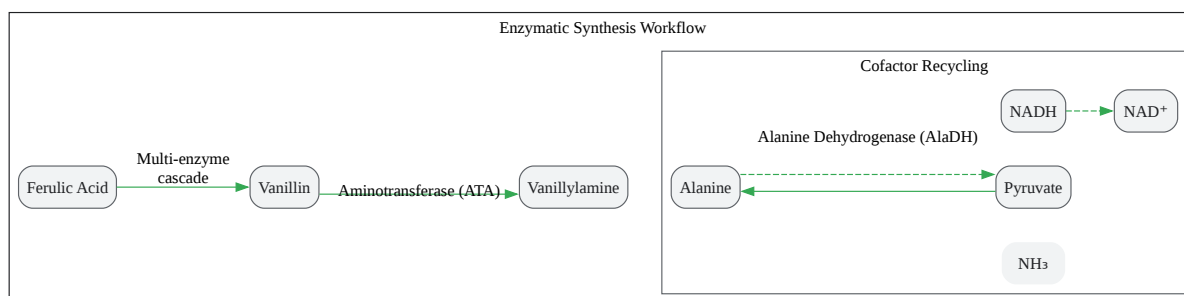 Enzymatic Synthesis Workflow
Cofactor Recycling
NADH
NAD⁺
Alanine Dehydrogenase (AlaDH)
Multi-enzyme
cascade
Ferulic Acid
Vanillin
Aminotransferase (ATA)
Vanillylamine
Alanine
Pyruvate
NH₃